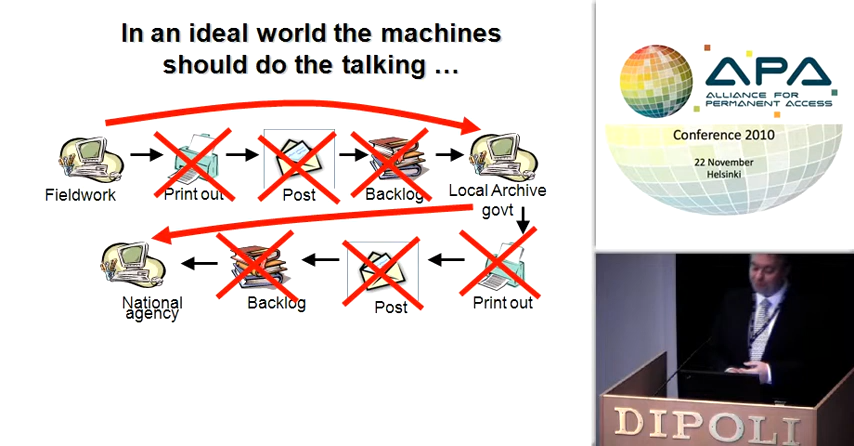 In an ideal world the machines
should do the talking …
Fieldwork
Print out
Post
Backlog
Local Archive
govt
National
agency
Backlog
Post
Print out
APA
ALLIANCE FOR
PERMANENT ACCESS
Conference 2010
22 November
Helsinki
DIPOLI